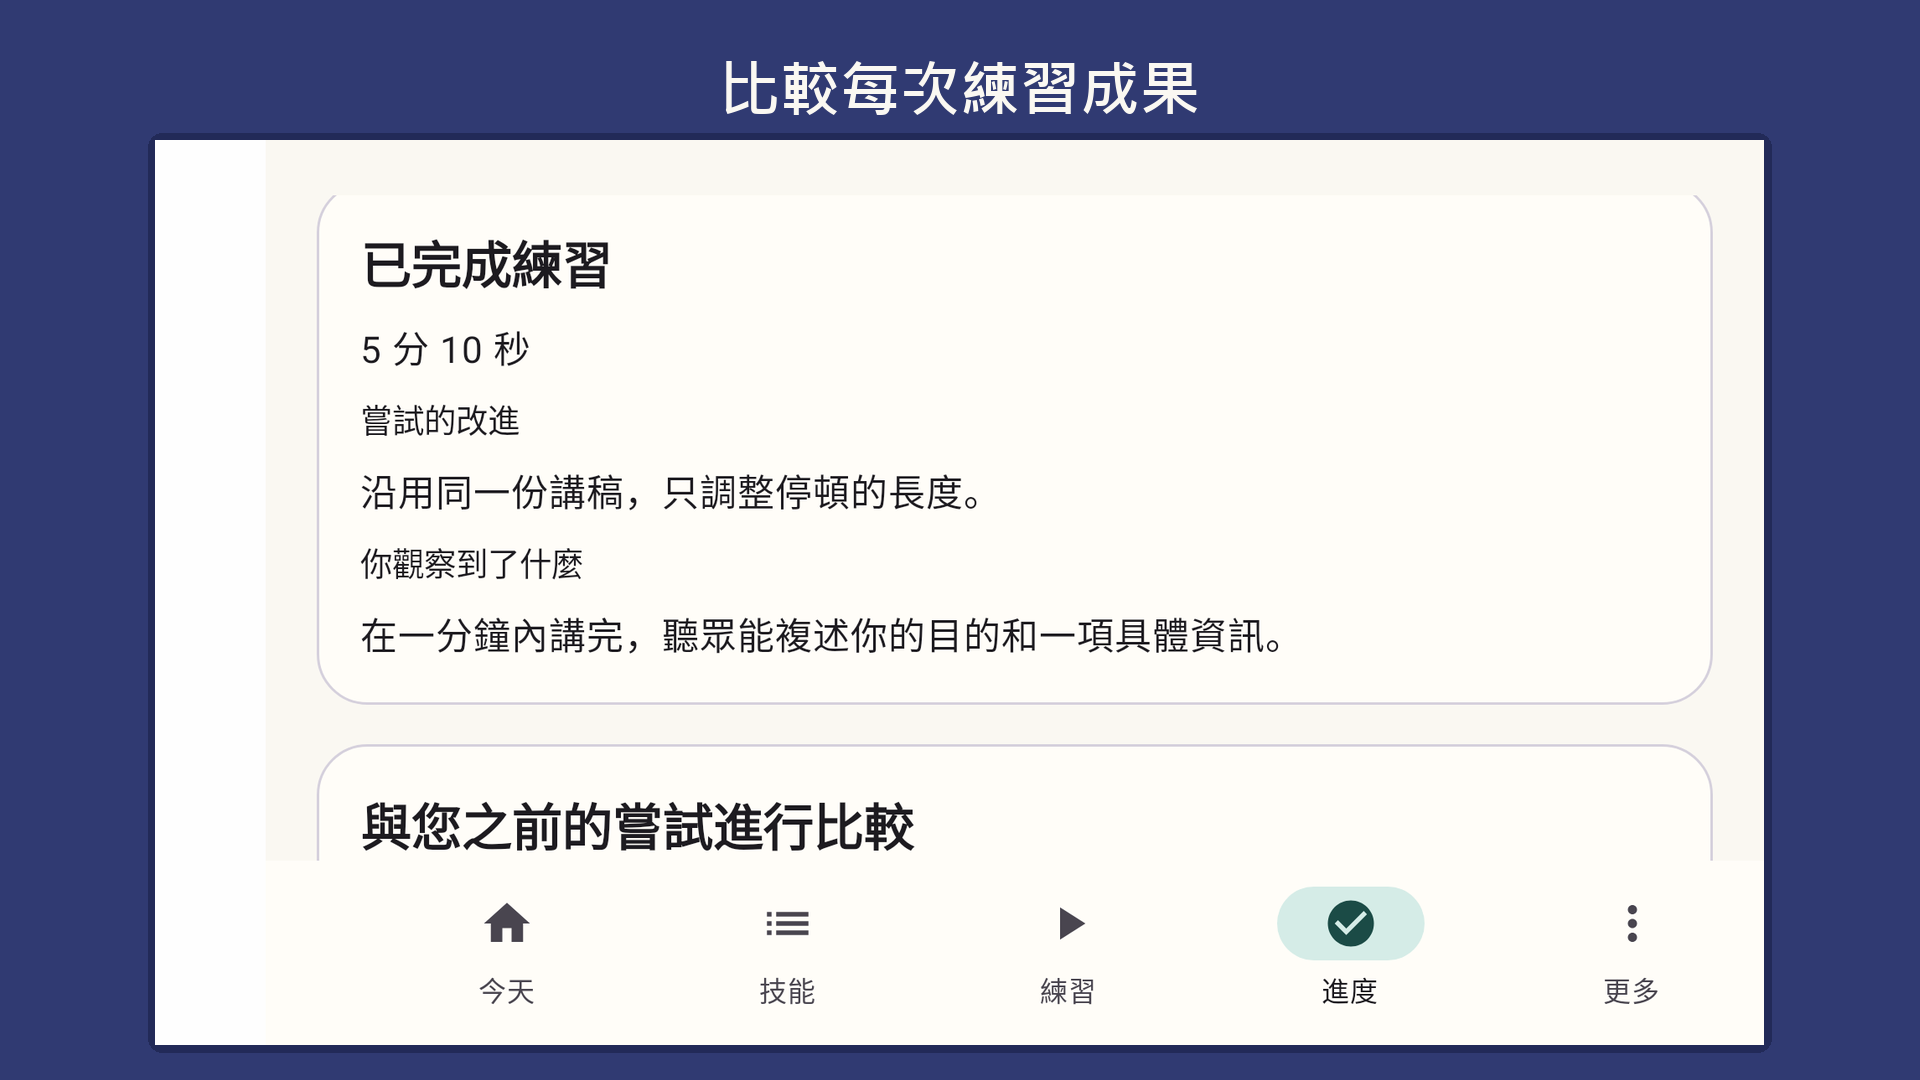 比較每次練習成果
已完成練習
5 分 10 秒
嘗試的改進
沿用同一份講稿，只調整停頓的長度。
你觀察到了什麼
在一分鐘內講完，聽眾能複述你的目的和一項具體資訊。
與您之前的嘗試進行比較
今天
技能
練習
進度
更多